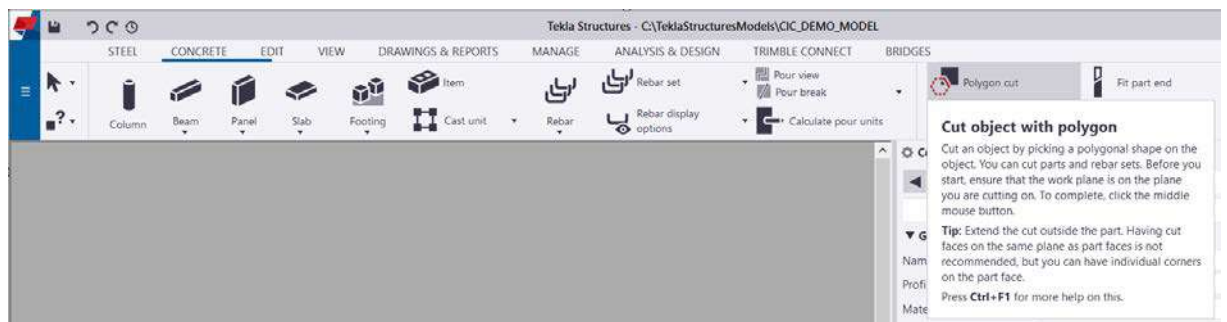 Tekla Structures - C:\TeklaStructuresModels\CIC_DEMO_MODEL
STEEL CONCRETE EDIT VIEW DRAWINGS & REPORTS MANAGE ANALYSIS & DESIGN TRIMBLE CONNECT BRIDGES
Column
Beam
Panel
Slab
Footing
Item
Cast unit
Rebar
Rebar set
Rebar display
options
Pour view
Pour break
Calculate pour units
Polygon cut
Fit part end
Cut object with polygon
Cut an object by picking a polygonal shape on the
object. You can cut parts and rebar sets. Before you
start, ensure that the work plane is on the plane
you are cutting on. To complete, click the middle
mouse button.
Tip: Extend the cut outside the part. Having cut
faces on the same plane as part faces is not
recommended, but you can have individual corners
on the part face.
Press Ctrl+F1 for more help on this.